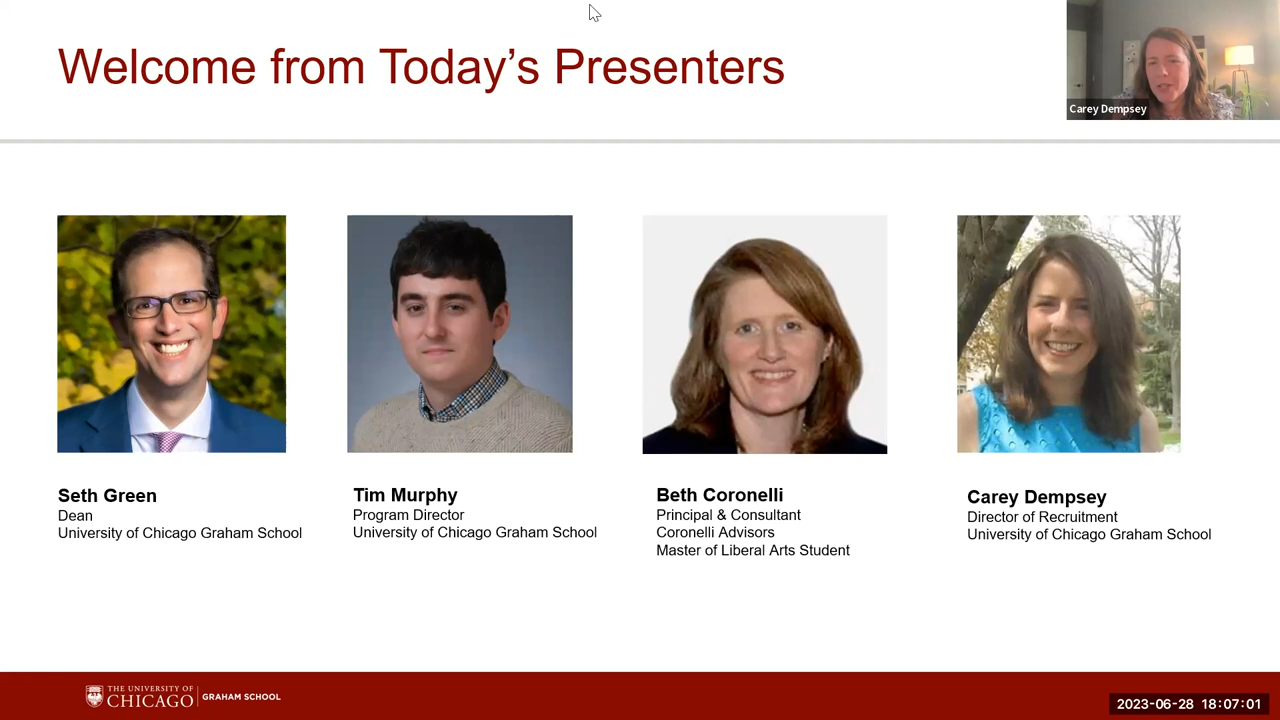 Welcome from Today’s Presenters
Carey Dempsey
Seth Green
Dean
University of Chicago Graham School
Tim Murphy
Program Director
University of Chicago Graham School
Beth Coronelli
Principal & Consultant
Coronelli Advisors
Master of Liberal Arts Student
Carey Dempsey
Director of Recruitment
University of Chicago Graham School
THE UNIVERSITY OF
CHICAGO
GRAHAM SCHOOL
2023-06-28 18:07:01